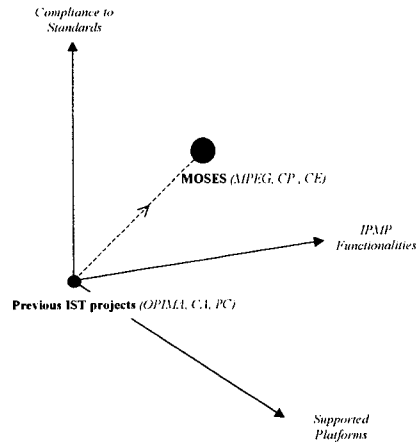 Compliance to
Standards
MOSES (MPEG, CP , CE)
IPMP
Functionalities
Previous IST projects (OPIMA, CA, PC)
Supported
Platforms